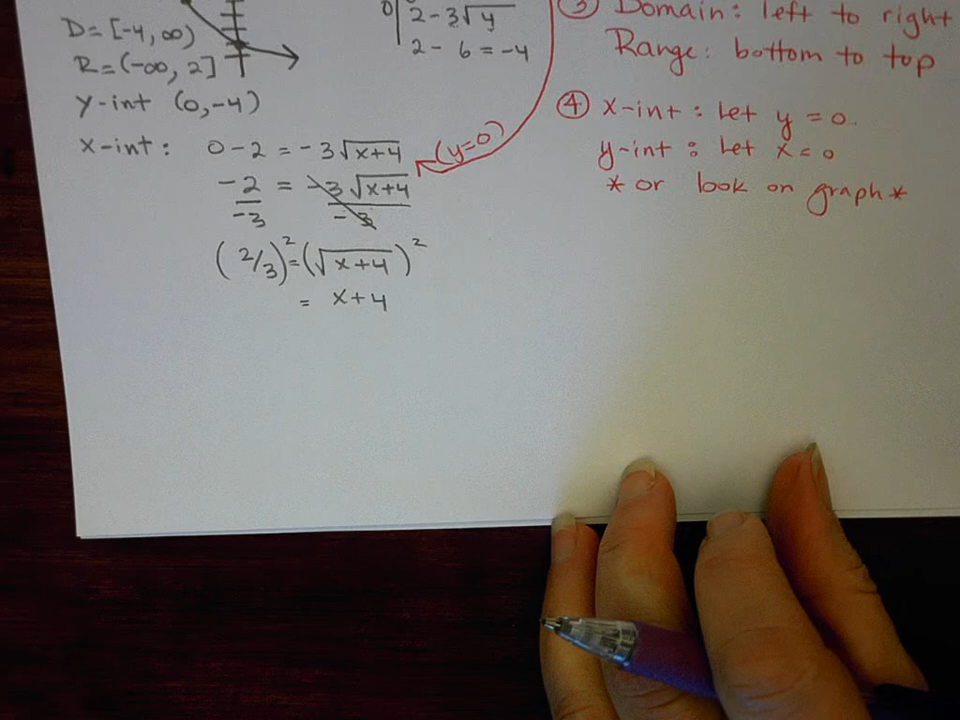 D = [-4, ∞)
R = (-∞, 2]
y-int (0, -4)
x-int: 0 - 2 = -3√x+4
-2 = -3√x+4
-3 -3
(2/3)² = (√x+4)²
= x+4
0 2 - 3√4
2 - 6 = -4
(y=0)
③ Domain: left to right
Range: bottom to top
④ x-int: Let y = 0.
y-int: Let x = 0
* or look on graph *